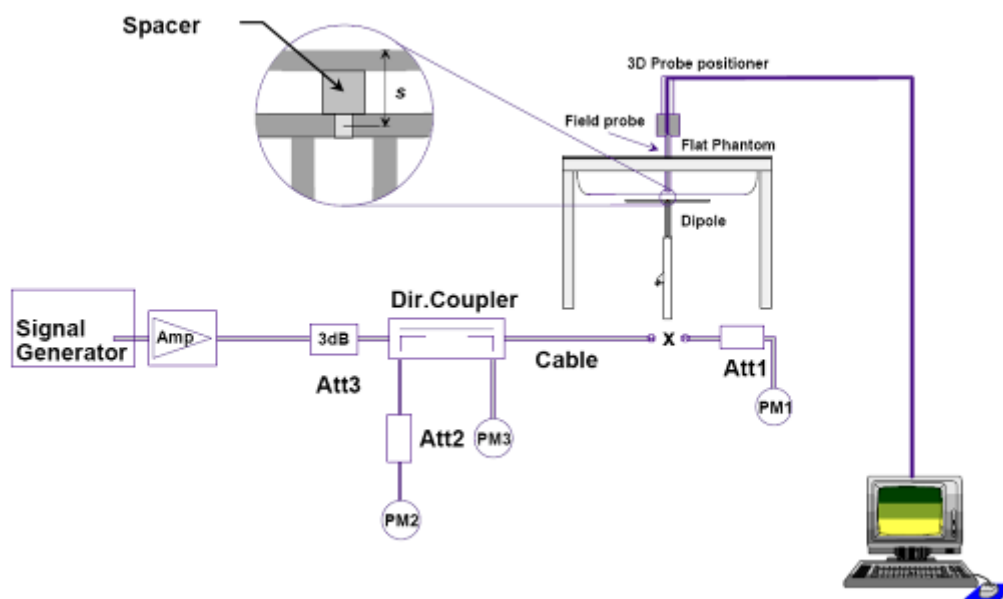 Spacer
s
3D Probe positioner
Field probe
Flat Phantom
Dipole
Signal
Generator
Amp
3dB
Att3
Dir.Coupler
Cable
x
Att1
PM1
Att2
PM3
PM2